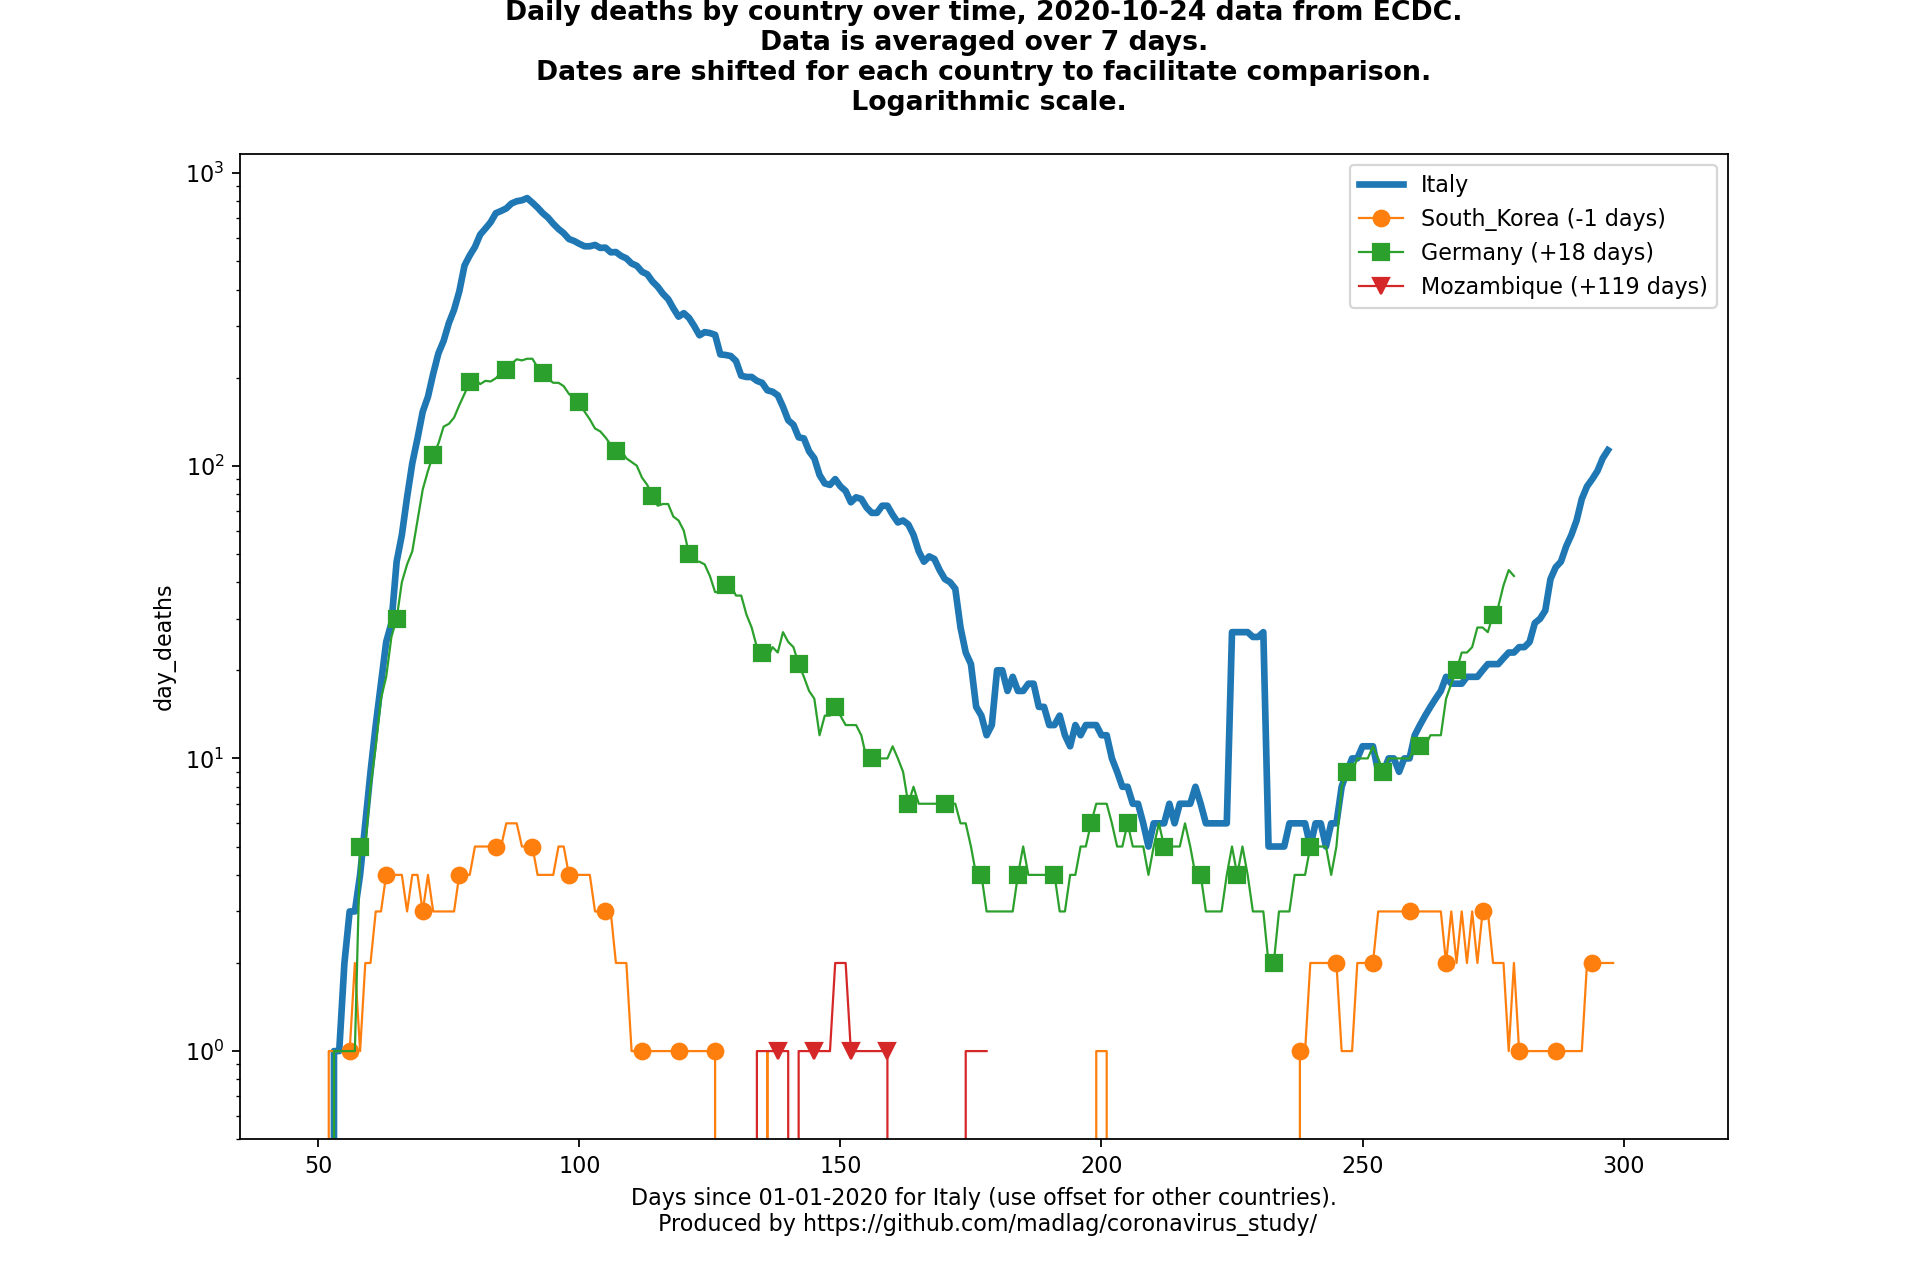 Daily deaths by country over time, 2020-10-24 data from ECDC.
Data is averaged over 7 days.
Dates are shifted for each country to facilitate comparison.
Logarithmic scale.
10³
10²
10¹
10⁰
day_deaths
Italy
South_Korea (-1 days)
Germany (+18 days)
Mozambique (+119 days)
50 100 150 200 250 300
Days since 01-01-2020 for Italy (use offset for other countries).
Produced by https://github.com/madlag/coronavirus_study/